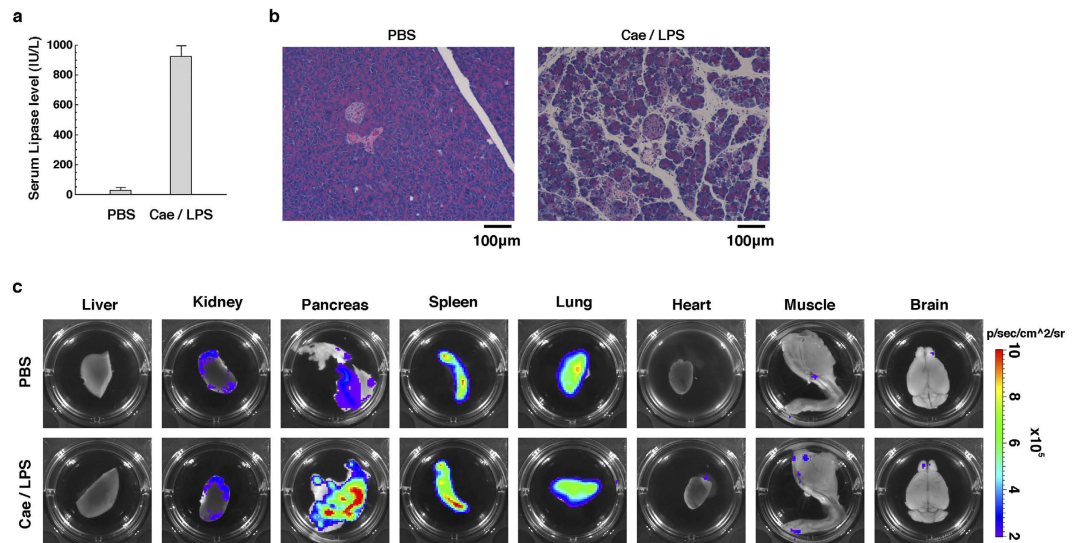 a
Serum Lipase level (IU/L)
1000
800
600
400
200
0
PBS
Cae / LPS
b
PBS
Cae / LPS
100μm
100μm
c
Liver
Kidney
Pancreas
Spleen
Lung
Heart
Muscle
Brain
PBS
Cae / LPS
p/sec/cm^2/sr
10
8
6
4
2
x10⁵